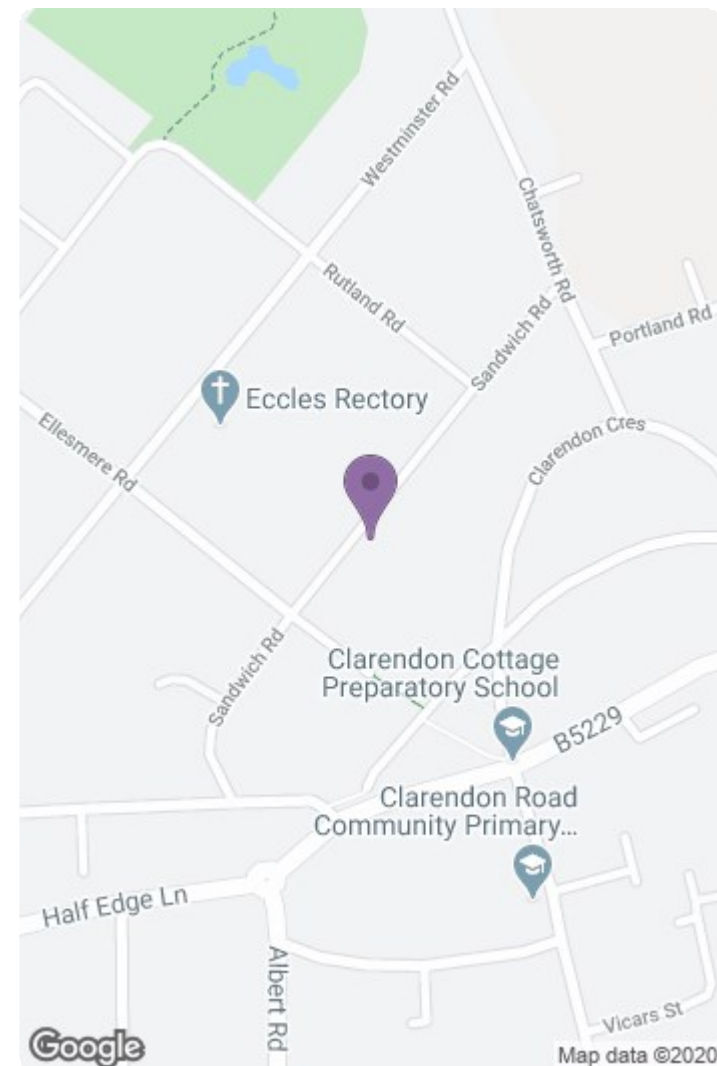 Westminster Rd
Chatsworth Rd
Rutland Rd
Sandwich Rd
Portland Rd
Eccles Rectory
Ellesmere Rd
Clarendon Cres
Sandwich Rd
Clarendon Cottage
Preparatory School
B5229
Clarendon Road
Community Primary...
Half Edge Ln
Albert Rd
Vicars St
Google
Map data ©2020